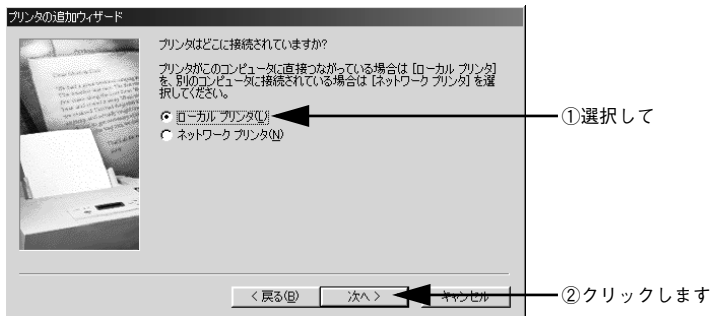 プリンタの追加ウィザード
プリンタはどこに接続されていますか?
プリンタがこのコンピュータに直接つながっている場合は [ローカル プリンタ]
を、別のコンピュータに接続されている場合は [ネットワーク プリンタ] を選
択してください。
ローカル プリンタ(L)
①選択して
ネットワーク プリンタ(N)
< 戻る(B)
次へ >
キャンセル
②クリックします